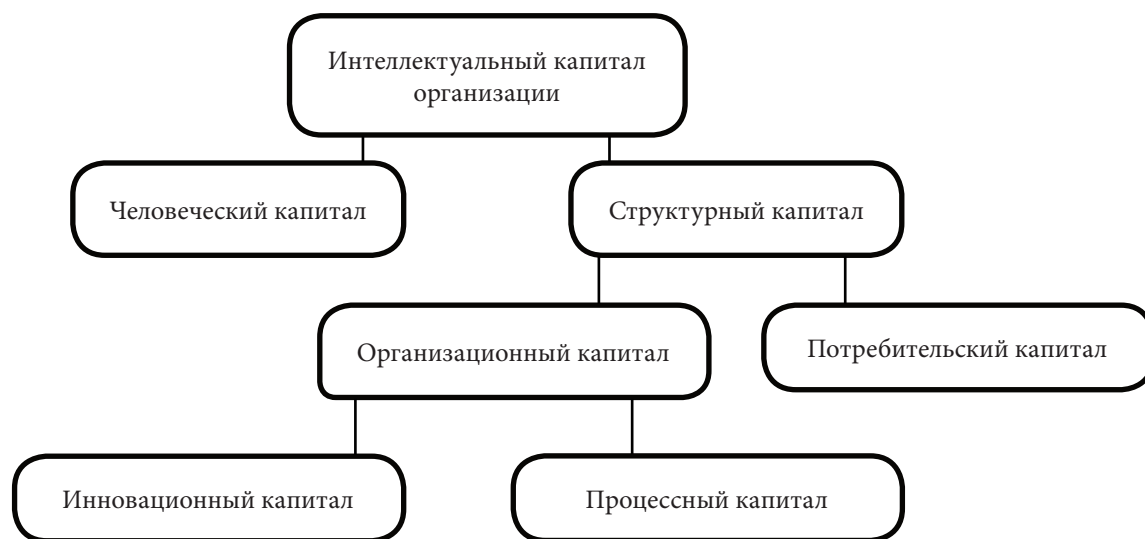 Интеллектуальный капитал
организации
Человеческий капитал
Структурный капитал
Организационный капитал
Потребительский капитал
Инновационный капитал
Процессный капитал